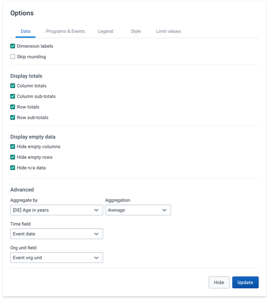 Options
Data Programs & Events Legend Style Limit values
Dimension labels
Skip rounding
Display totals
Column totals
Column sub-totals
Row totals
Row sub-totals
Display empty data
Hide empty columns
Hide empty rows
Hide n/a data
Advanced
Aggregate by Aggregation
[DE] Age in years Average
Time field
Event date
Org unit field
Event org unit
Hide Update